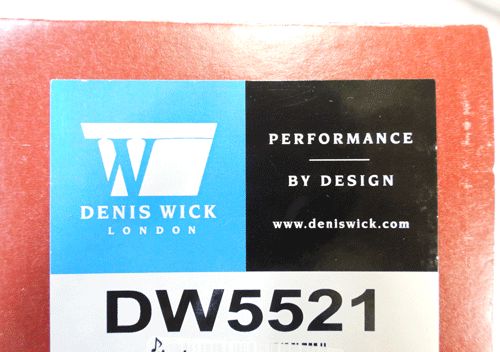 W
DENIS WICK
LONDON
PERFORMANCE
BY DESIGN
www.deniswick.com
DW5521